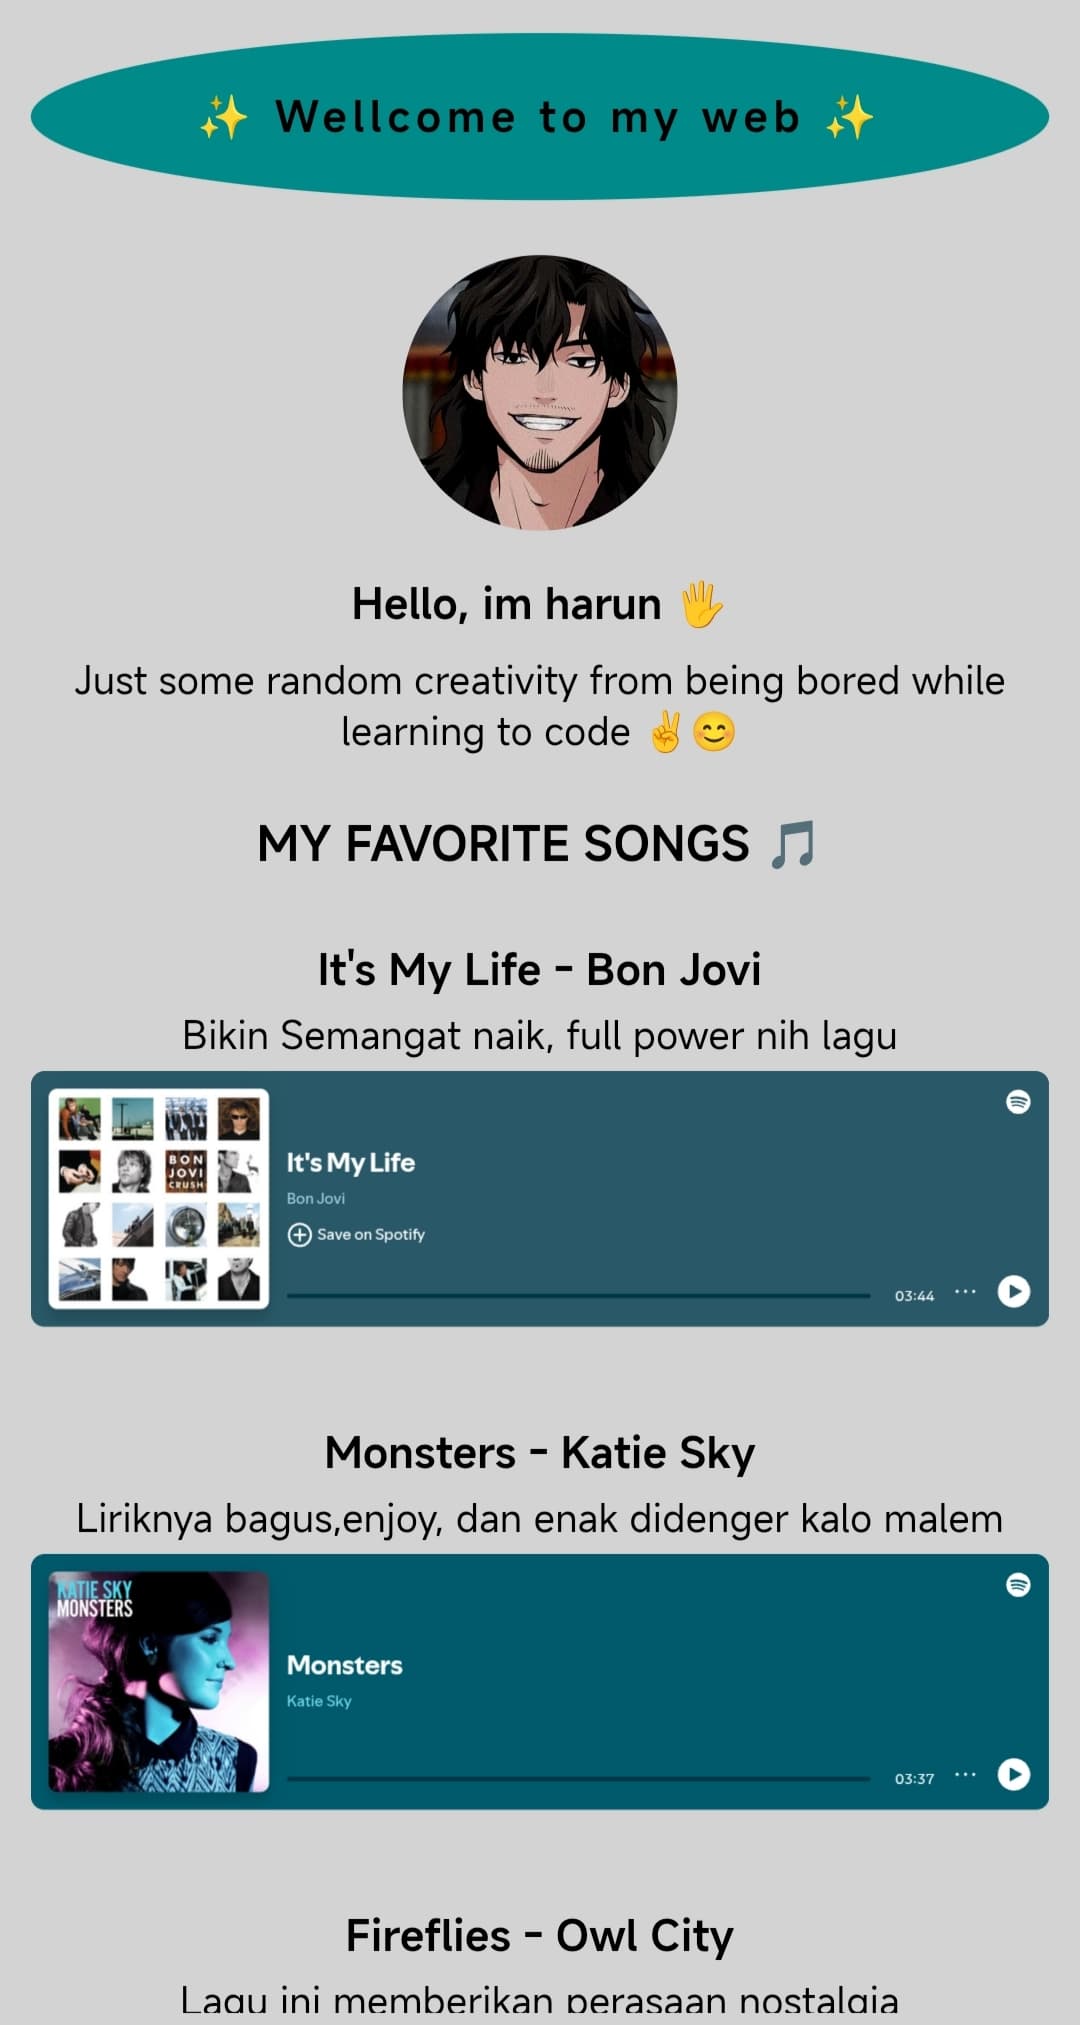 ✨ Wellcome to my web ✨
Hello, im harun 🖐️
Just some random creativity from being bored while
learning to code ✌️😊
MY FAVORITE SONGS 🎵
It's My Life - Bon Jovi
Bikin Semangat naik, full power nih lagu
BON
JOVI
CRUSH
It's My Life
Bon Jovi
Save on Spotify
03:44
Monsters - Katie Sky
Liriknya bagus,enjoy, dan enak didenger kalo malem
KATIE SKY
MONSTERS
Monsters
Katie Sky
03:37
Fireflies - Owl City
Lagu ini memberikan perasaan nostalgia